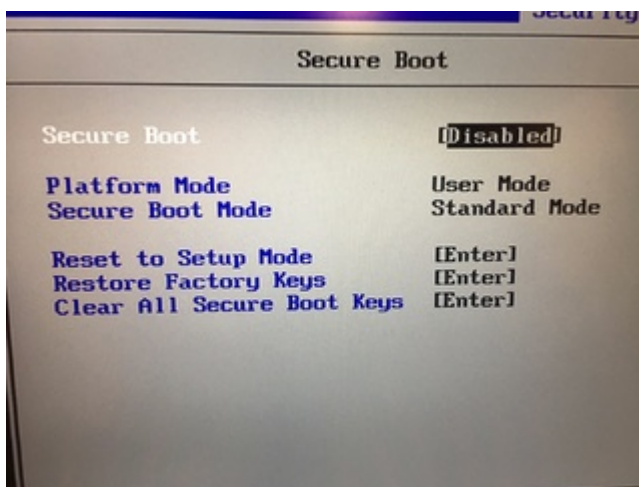 Security
Secure Boot
Secure Boot [Disabled]
Platform Mode User Mode
Secure Boot Mode Standard Mode
Reset to Setup Mode [Enter]
Restore Factory Keys [Enter]
Clear All Secure Boot Keys [Enter]